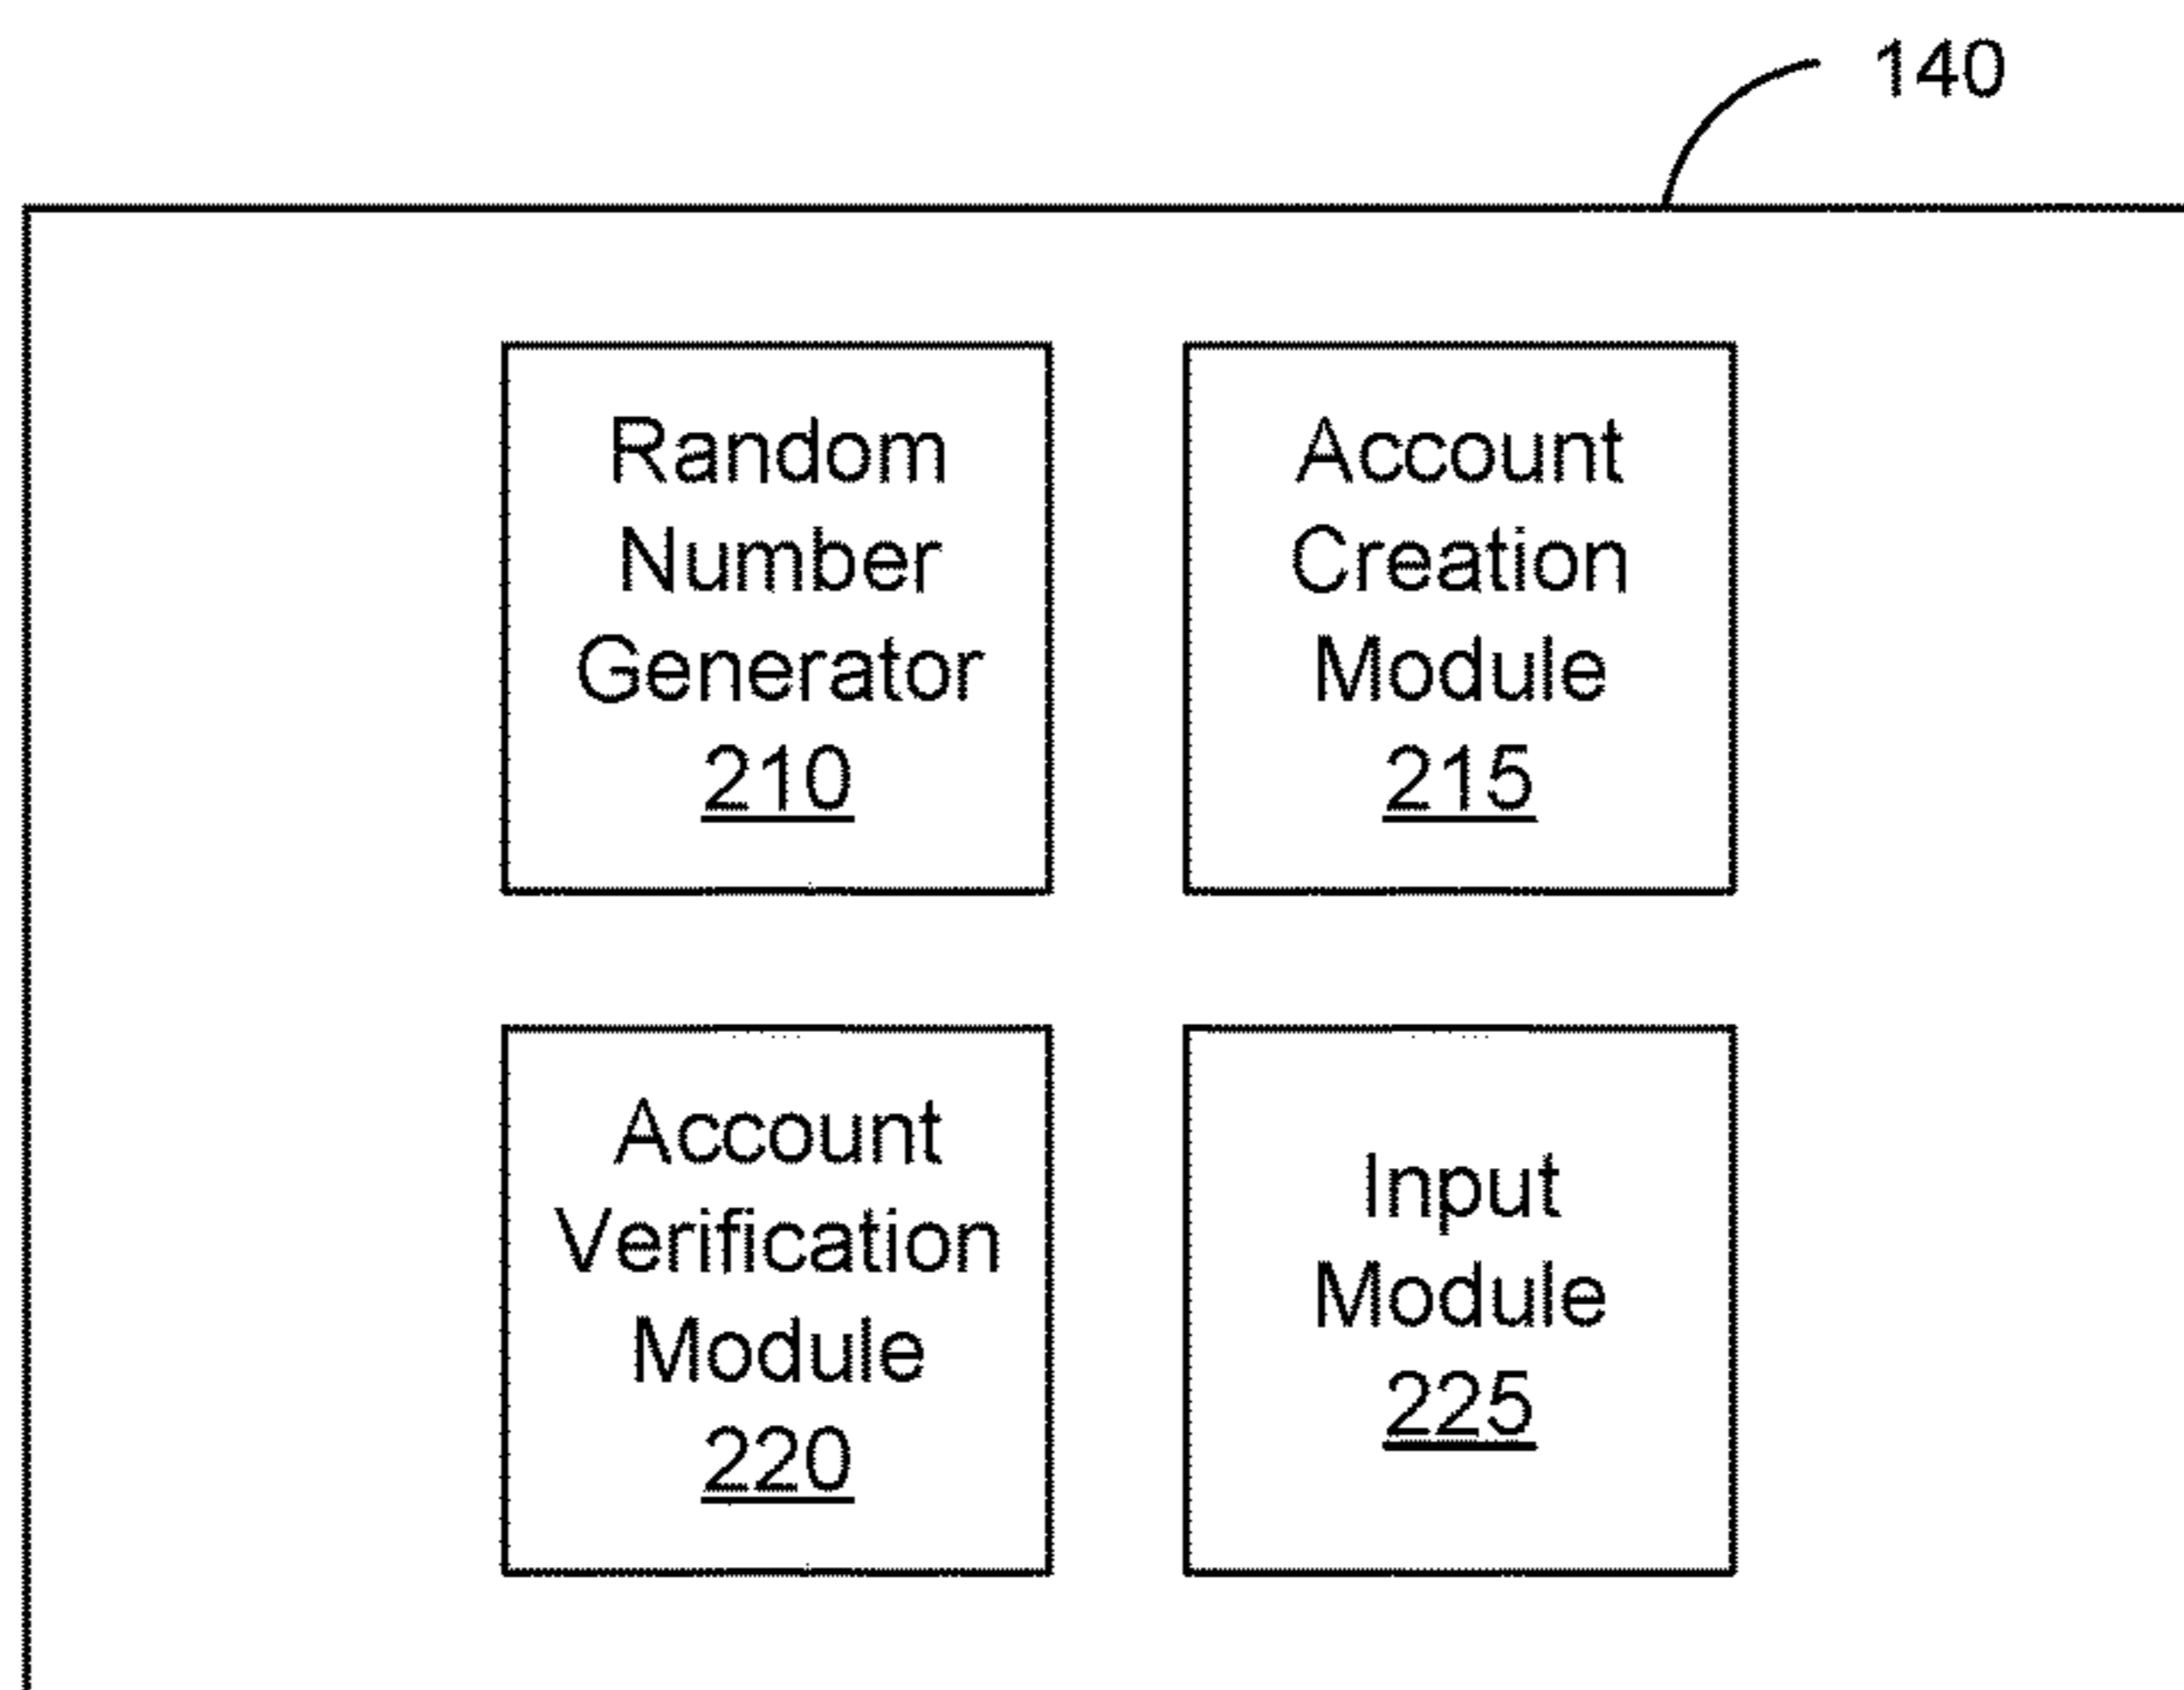 140
Random
Number
Generator
210
Account
Creation
Module
215
Account
Verification
Module
220
Input
Module
225